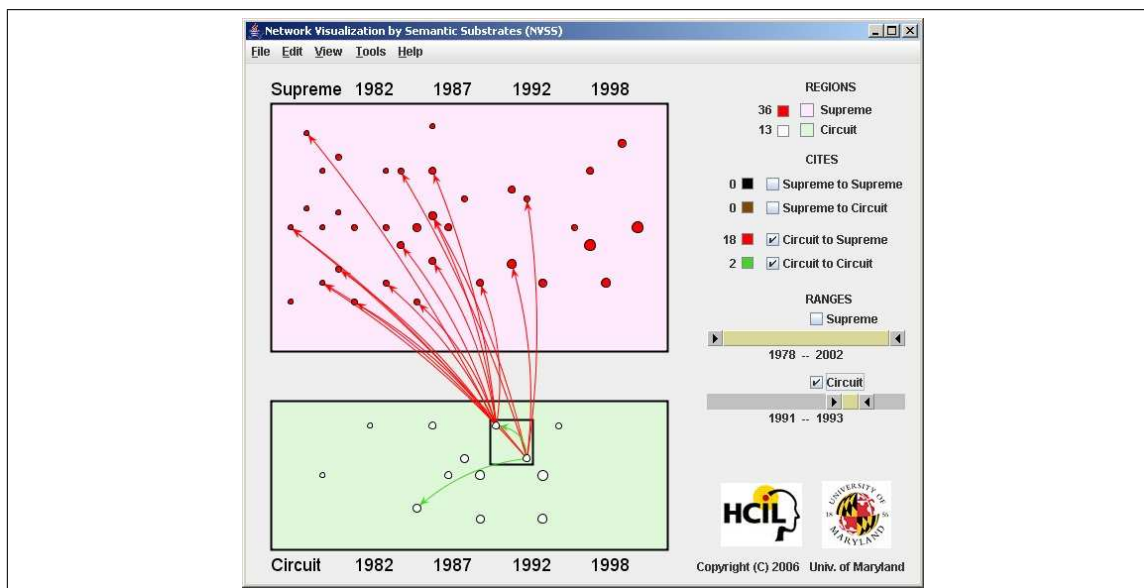 Network Visualization by Semantic Substrates (NVSS)
File Edit View Tools Help
Supreme 1982 1987 1992 1998
Circuit 1982 1987 1992 1998
REGIONS
36 Supreme
13 Circuit
CITES
0 Supreme to Supreme
0 Supreme to Circuit
18 Circuit to Supreme
2 Circuit to Circuit
RANGES
Supreme
1978 -- 2002
Circuit
1991 -- 1993
HCIL
UNIVERSITY OF
18 56
MARYLAND
Copyright (C) 2006 Univ. of Maryland